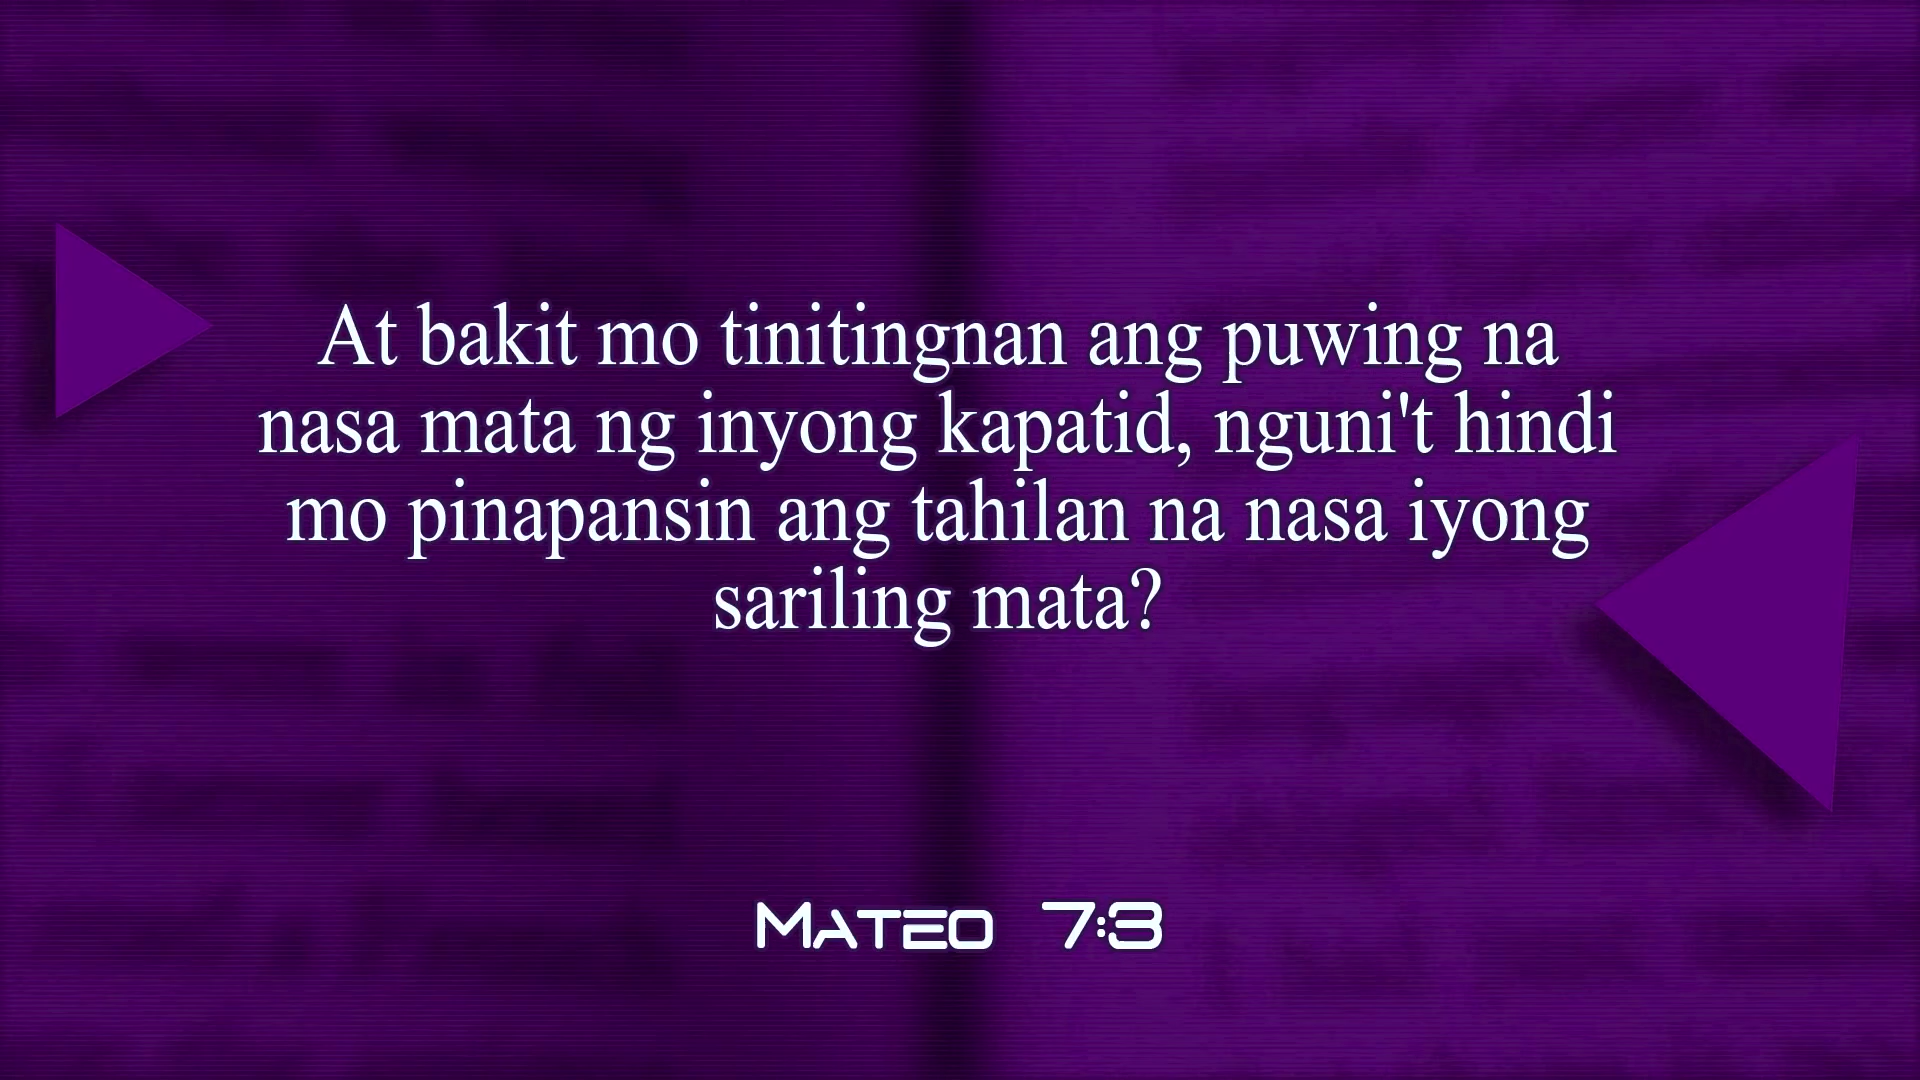 At bakit mo tinitingnan ang puwing na
nasa mata ng inyong kapatid, nguni't hindi
mo pinapansin ang tahilan na nasa iyong
sariling mata?
Mateo 7:3